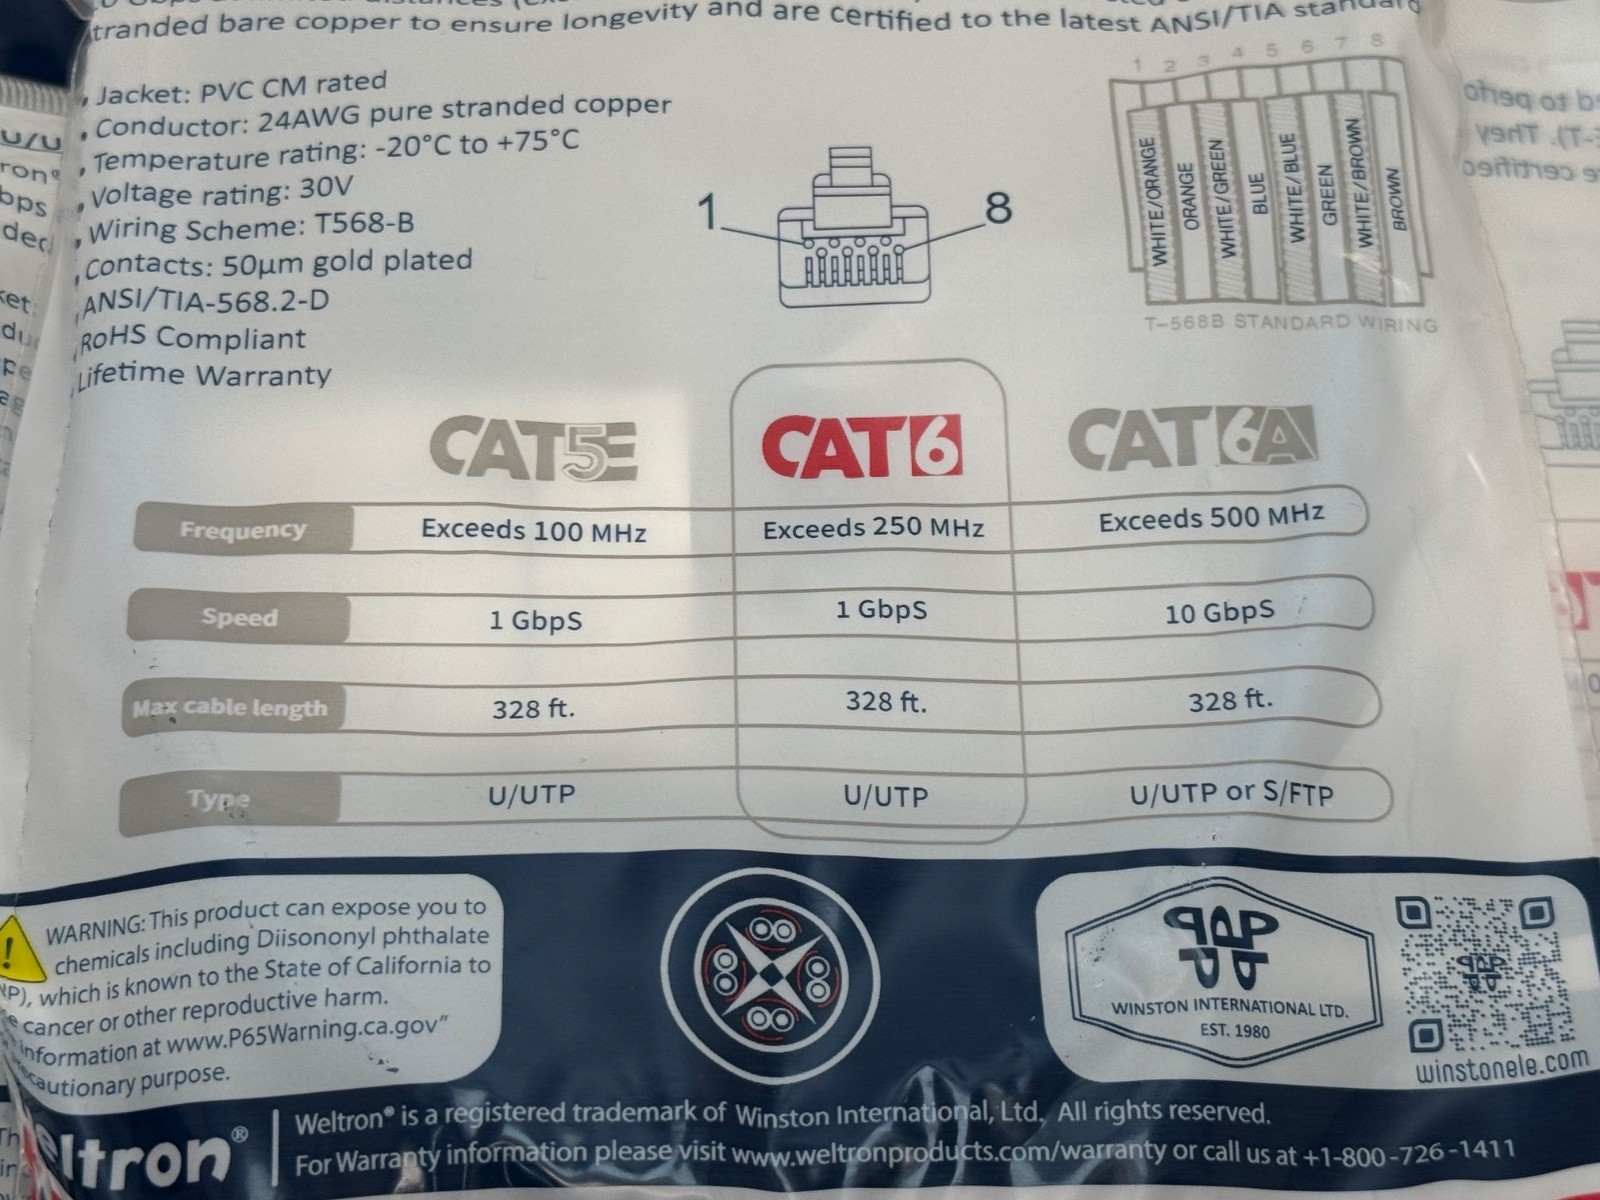 tranded bare copper to ensure longevity and are certified to the latest ANSI/TIA standard
Jacket: PVC CM rated
Conductor: 24AWG pure stranded copper
Temperature rating: -20°C to +75°C
Voltage rating: 30V
Wiring Scheme: T568-B
Contacts: 50µm gold plated
ANSI/TIA-568.2-D
RoHS Compliant
Lifetime Warranty
1 8
1 2 3 4 5 6 7 8
WHITE/ORANGE
ORANGE
WHITE/GREEN
BLUE
WHITE/BLUE
GREEN
WHITE/BROWN
BROWN
T-568B STANDARD WIRING
CAT5E CAT6 CAT6A
Frequency Exceeds 100 MHz Exceeds 250 MHz Exceeds 500 MHz
Speed 1 GbpS 1 GbpS 10 GbpS
Max cable length 328 ft. 328 ft. 328 ft.
Type U/UTP U/UTP U/UTP or S/FTP
WARNING: This product can expose you to
chemicals including Diisononyl phthalate
NP), which is known to the State of California to
e cancer or other reproductive harm.
information at www.P65Warning.ca.gov"
ecautionary purpose.
WINSTON INTERNATIONAL LTD.
EST. 1980
winstonele.com
eltron®
Weltron® is a registered trademark of Winston International, Ltd. All rights reserved.
For Warranty information please visit www.weltronproducts.com/warranty or call us at +1-800-726-1411